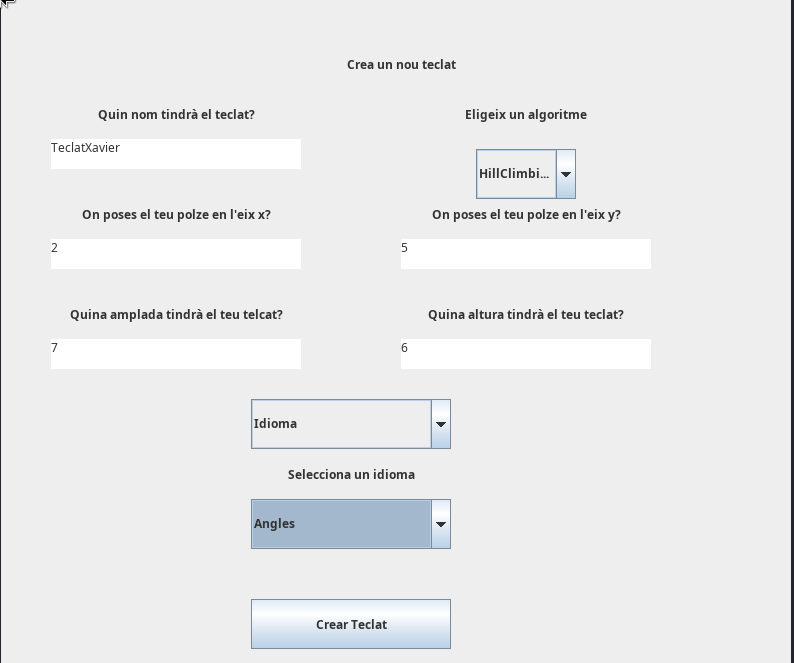 Crea un nou teclat
Quin nom tindrà el teclat?
Eligeix un algoritme
TeclatXavier
HillClimbi...
On poses el teu polze en l'eix x?
On poses el teu polze en l'eix y?
2
5
Quina amplada tindrà el teu telcat?
Quina altura tindrà el teu teclat?
7
6
Idioma
Selecciona un idioma
Angles
Crear Teclat